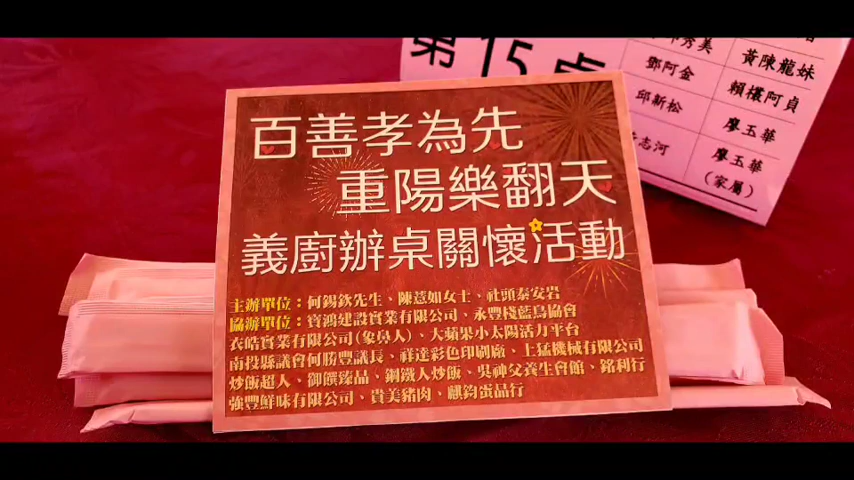 第15桌
秀美
黃陳龍妹
鄧阿金
賴欉阿貞
邱新松
廖玉華
志河
廖玉華
(家屬)
百善孝為先
重陽樂翻天
義廚辦桌關懷活動
主辦單位：何錫欽先生、陳薏如女士、社頭泰安岩
協辦單位：寶鴻建設實業有限公司、永豐棧藍鳥協會
衣皓實業有限公司(象鼻人)、大蘋果小太陽活力平台
南投縣議會何勝豐議長、祥達彩色印刷廠、上猛機械有限公司
炒飯超人、御饌臻品、鋼鐵人炒飯、吳神父養生會館、銘利行
強豐鮮味有限公司、貴美豬肉、麒鈞蛋品行